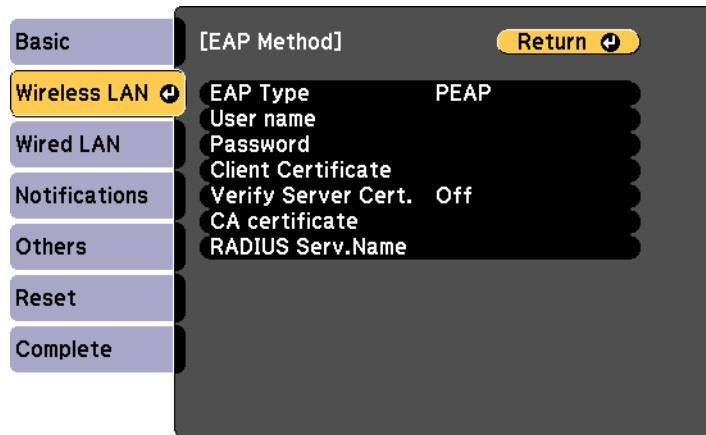 Basic
Wireless LAN
Wired LAN
Notifications
Others
Reset
Complete
[EAP Method]
Return
EAP Type PEAP
User name
Password
Client Certificate
Verify Server Cert. Off
CA certificate
RADIUS Serv.Name